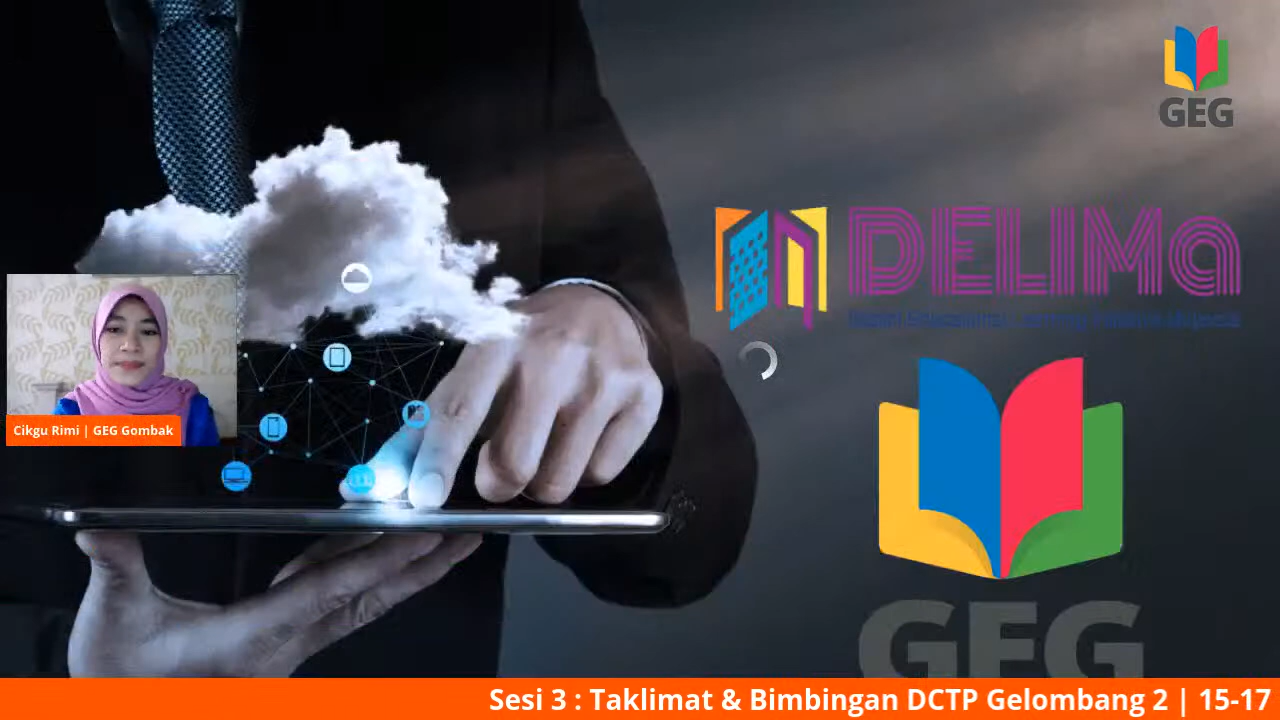 GEG
DELIMa
Cikgu Rimi | GEG Gombak
GEG
Sesi 3 : Taklimat & Bimbingan DCTP Gelombang 2 | 15-17